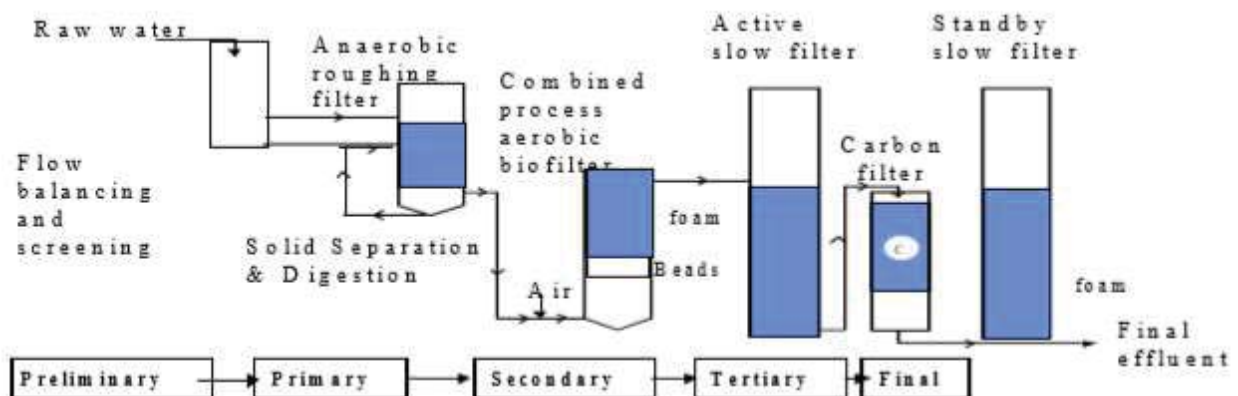 Raw water
Anaerobic
roughing
filter
Combined
process
aerobic
biofilter
Active
slow filter
Standby
slow filter
Carbon
filter
Flow
balancing
and
screening
Solid Separation
& Digestion
Air
foam
Beads
c
foam
Final
effluent
Preliminary
Primary
Secondary
Tertiary
Final